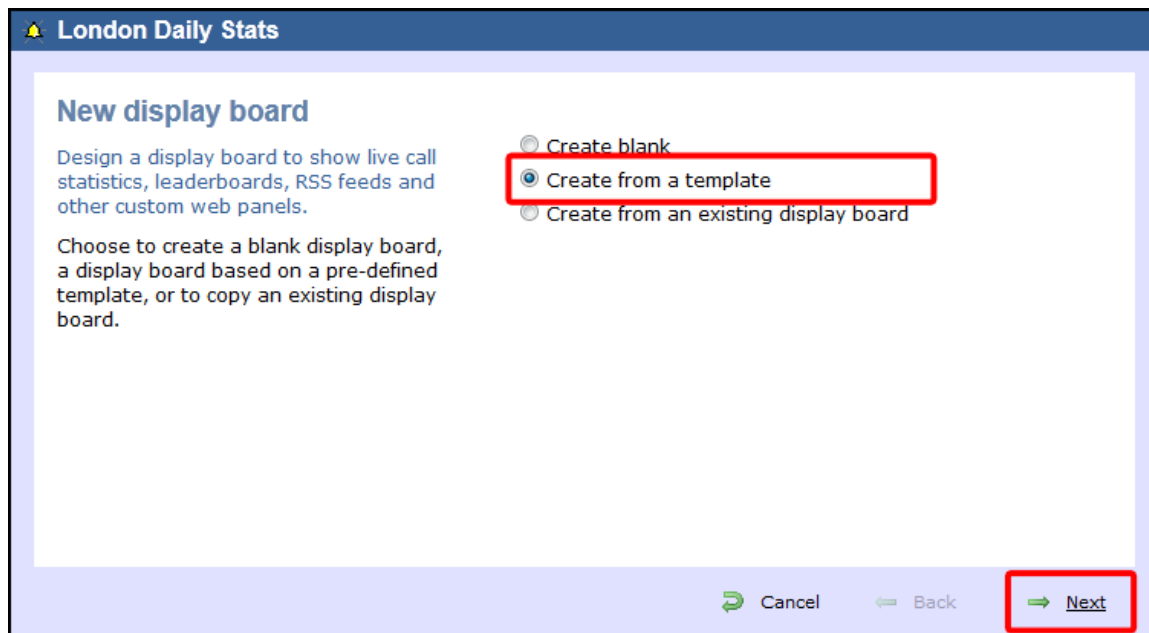 London Daily Stats
New display board
Design a display board to show live call
statistics, leaderboards, RSS feeds and
other custom web panels.
Choose to create a blank display board,
a display board based on a pre-defined
template, or to copy an existing display
board.
Create blank
Create from a template
Create from an existing display board
Cancel
Back
Next